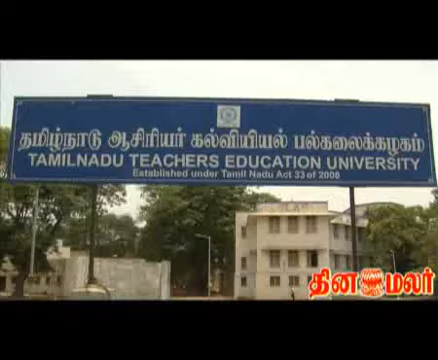 தமிழ்நாடு ஆசிரியர் கல்வியியல் பல்கலைக்கழகம்
TAMILNADU TEACHERS EDUCATION UNIVERSITY
Established under Tamil Nadu Act 33 of 2008
தினமலர்